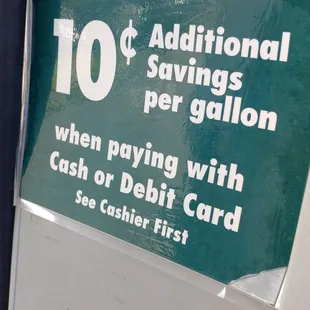 10¢ Additional
Savings
per gallon
when paying with
Cash or Debit Card
See Cashier First